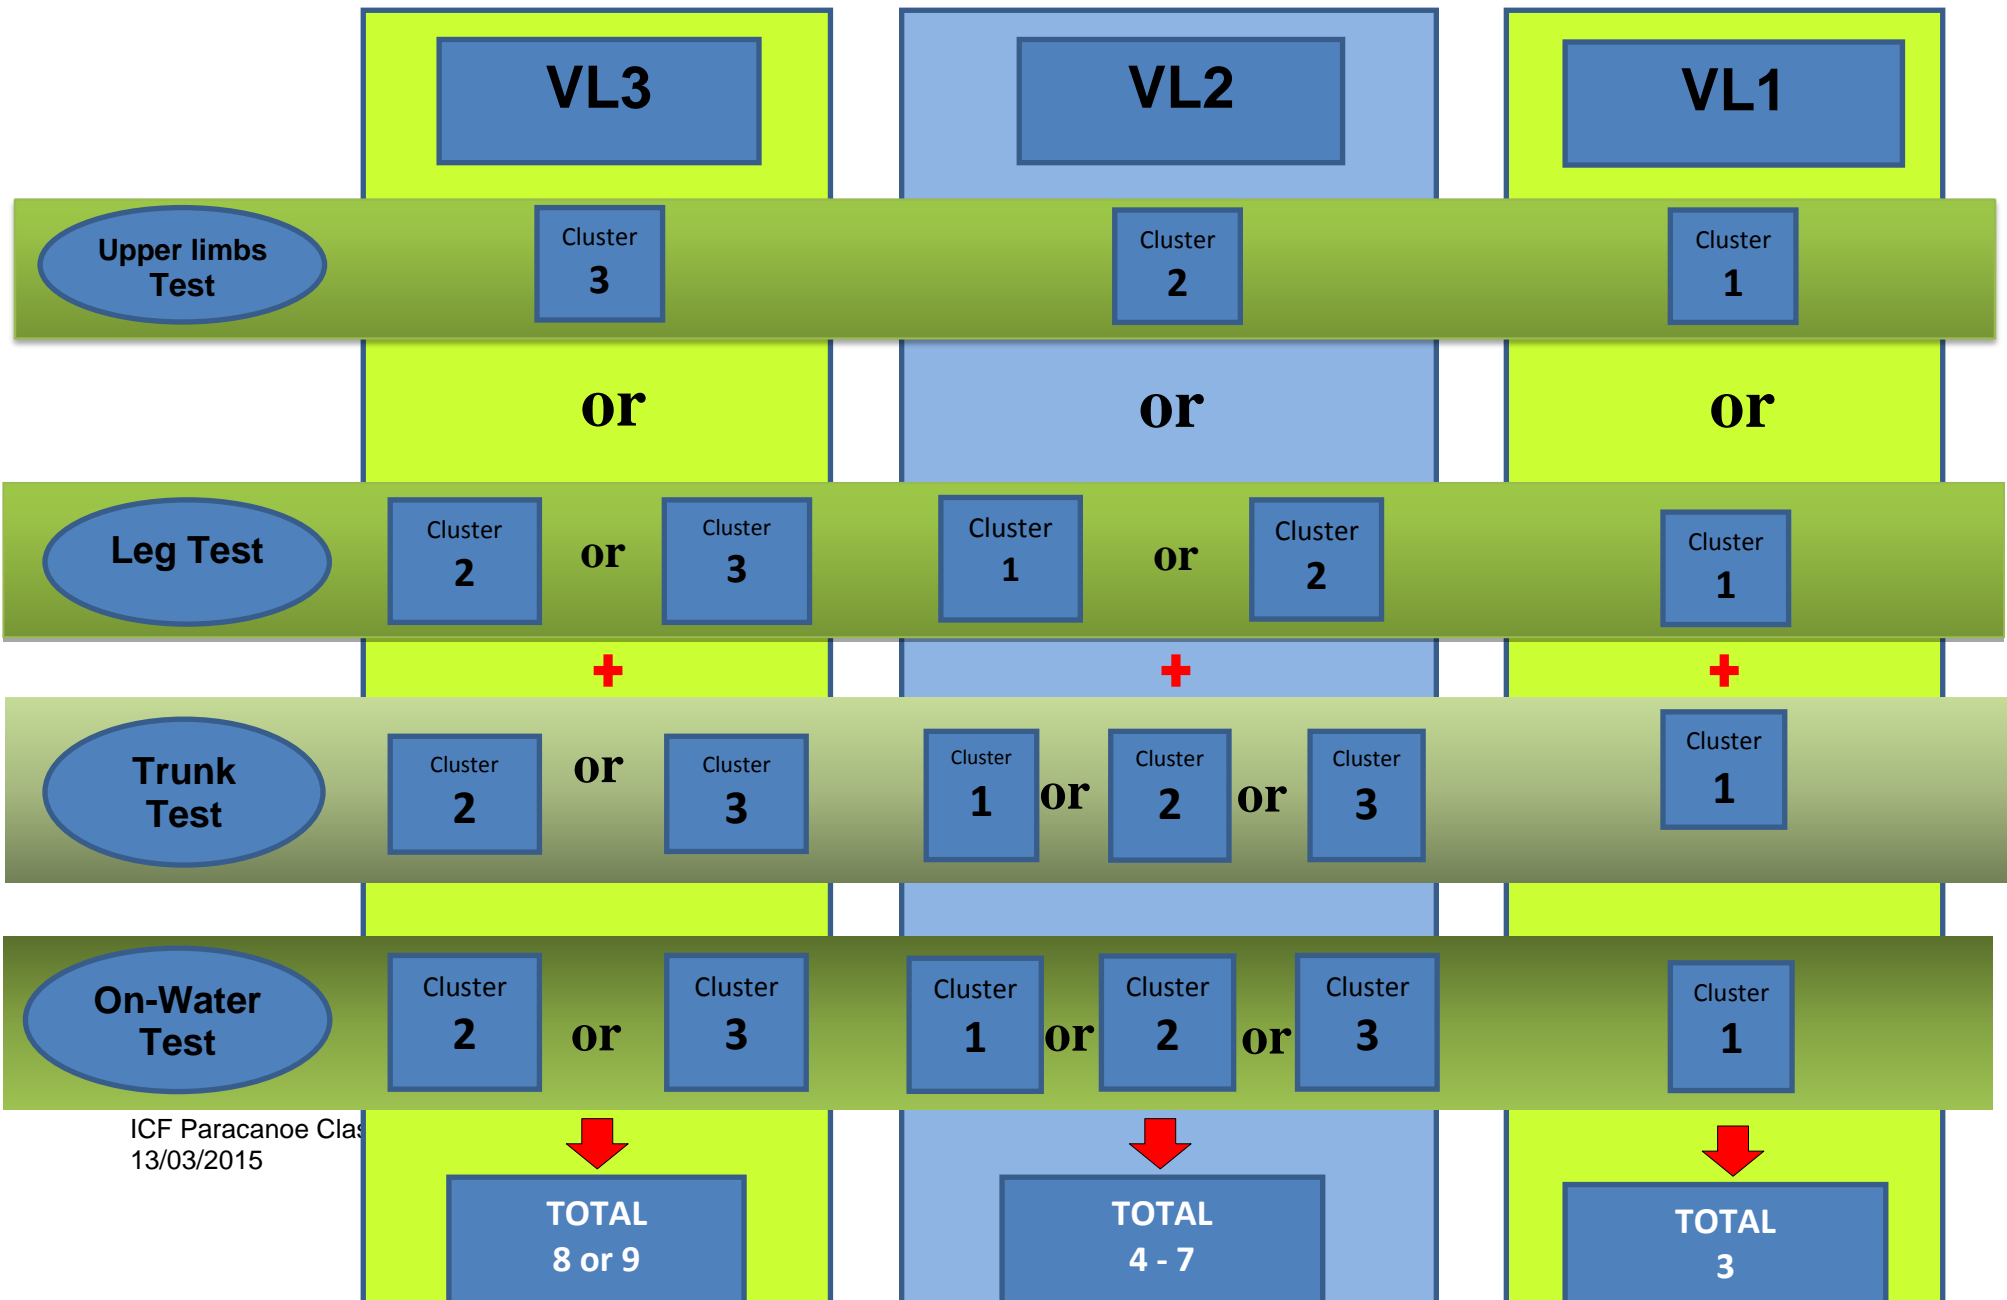 VL3
VL2
VL1
Upper limbs
Test
Cluster
3
Cluster
2
Cluster
1
or
or
or
Leg Test
Cluster
2
or
Cluster
3
Cluster
1
or
Cluster
2
Cluster
1
+
+
+
Trunk
Test
Cluster
2
or
Cluster
3
Cluster
1
or
Cluster
2
or
Cluster
3
Cluster
1
On-Water
Test
Cluster
2
or
Cluster
3
Cluster
1
or
Cluster
2
or
Cluster
3
Cluster
1
ICF Paracanoe Clas
13/03/2015
TOTAL
8 or 9
TOTAL
4 - 7
TOTAL
3